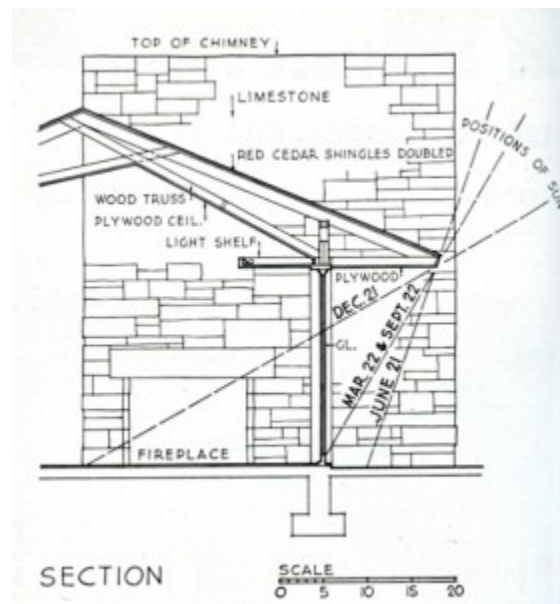 TOP OF CHIMNEY
LIMESTONE
POSITIONS OF SUN
RED CEDAR SHINGLES DOUBLED
WOOD TRUSS
PLYWOOD CEIL.
LIGHT SHELF
PLYWOOD
DEC. 21
GL.
MAR. 22 & SEPT. 22
JUNE 21
FIREPLACE
SECTION
SCALE
0 5 10 15 20